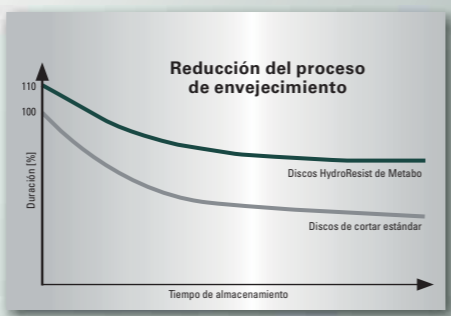 Reducción del proceso
de envejecimiento
110
100
Duración [%]
Discos HydroResist de Metabo
Discos de cortar estándar
Tiempo de almacenamiento